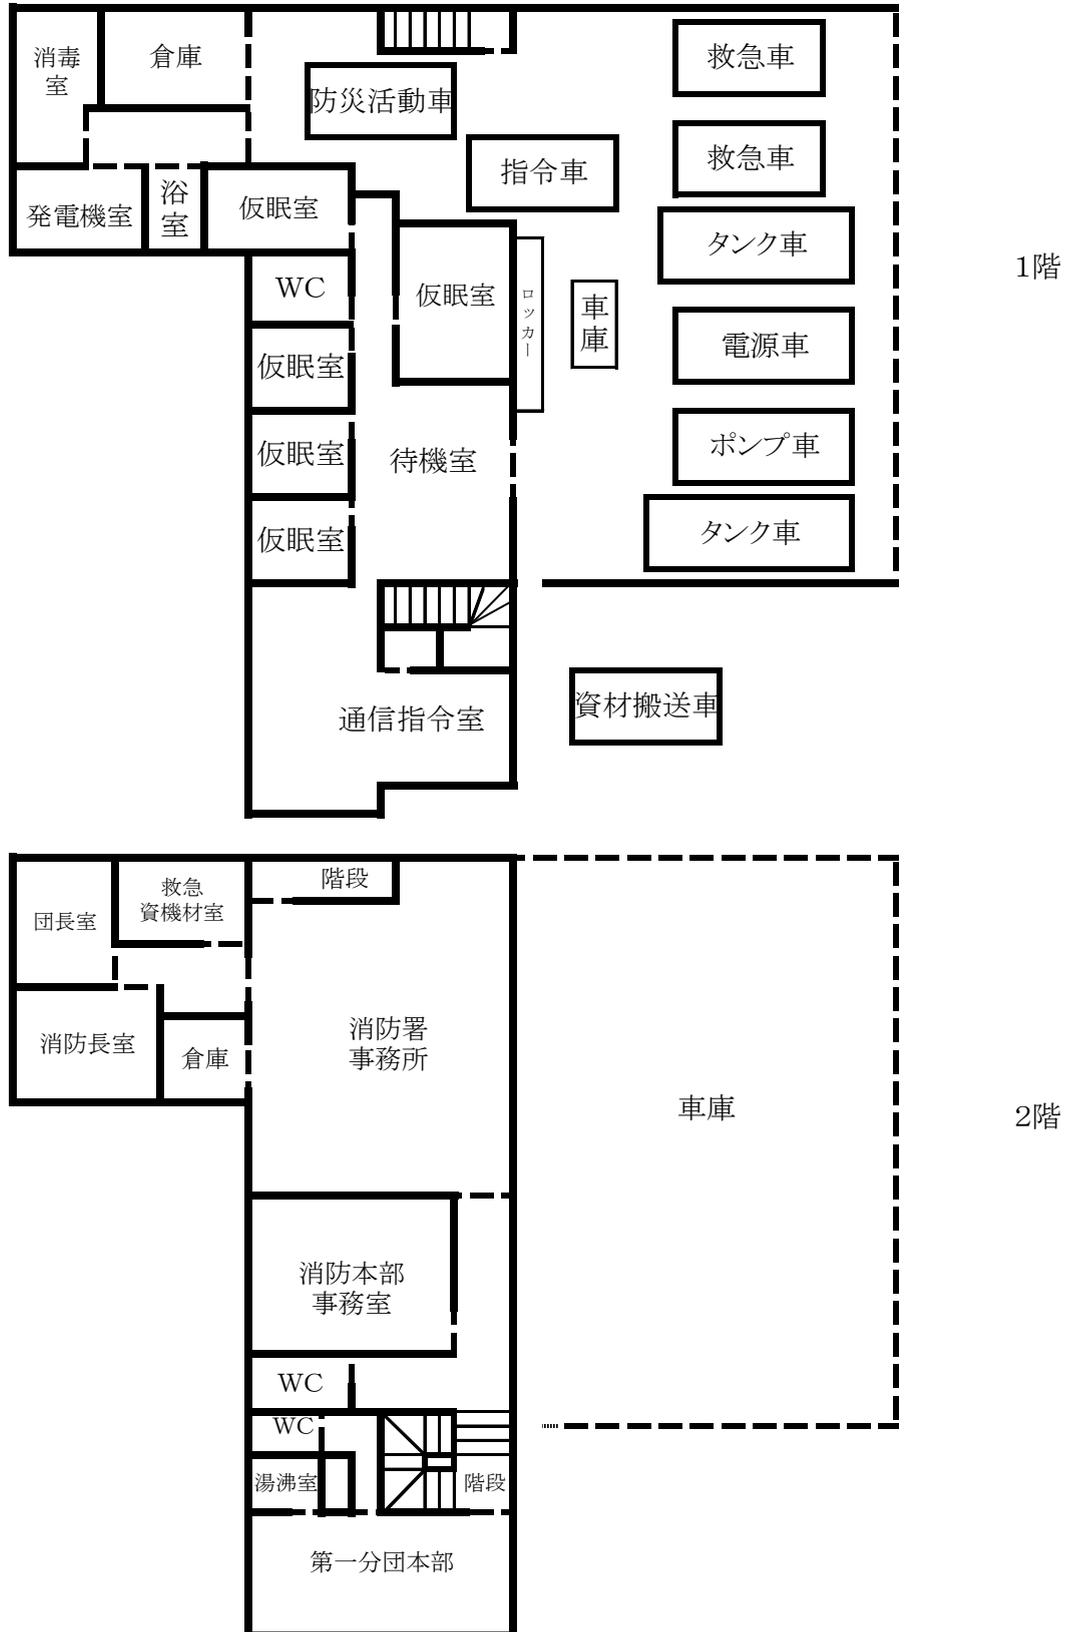 消毒
室
倉庫
防災活動車
救急車
指令車
救急車
発電機室
浴
室
仮眠室
タンク車
1階
WC
仮眠室
ロッカー
車
庫
電源車
仮眠室
仮眠室
待機室
ポンプ車
仮眠室
タンク車
通信指令室
資材搬送車
団長室
救急
資機材室
階段
消防長室
倉庫
消防署
事務所
車庫
2階
消防本部
事務室
WC
WC
湯沸室
階段
第一分団本部